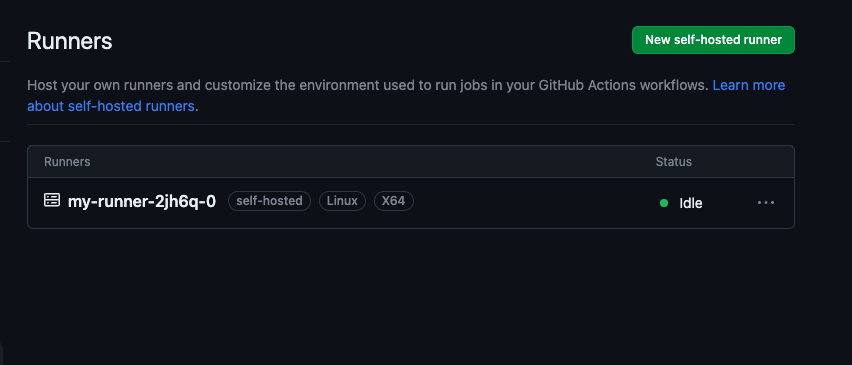 Runners
New self-hosted runner
Host your own runners and customize the environment used to run jobs in your GitHub Actions workflows. Learn more
about self-hosted runners.
Runners Status
my-runner-2jh6q-0 self-hosted Linux X64 Idle